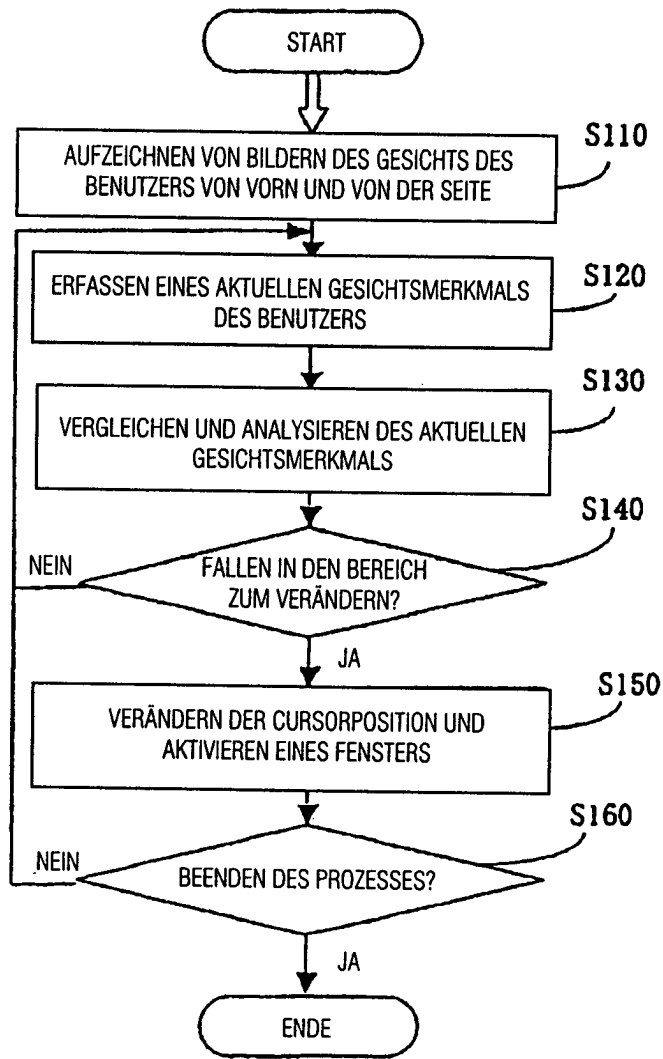 START
S110
AUFZEICHNEN VON BILDERN DES GESICHTS DES
BENUTZERS VON VORN UND VON DER SEITE
S120
ERFASSEN EINES AKTUELLEN GESICHTSMERKMALS
DES BENUTZERS
S130
VERGLEICHEN UND ANALYSIEREN DES AKTUELLEN
GESICHTSMERKMALS
S140
NEIN
FALLEN IN DEN BEREICH
ZUM VERÄNDERN?
JA
S150
VERÄNDERN DER CURSORPOSITION UND
AKTIVIEREN EINES FENSTERS
S160
NEIN
BEENDEN DES PROZESSES?
JA
ENDE